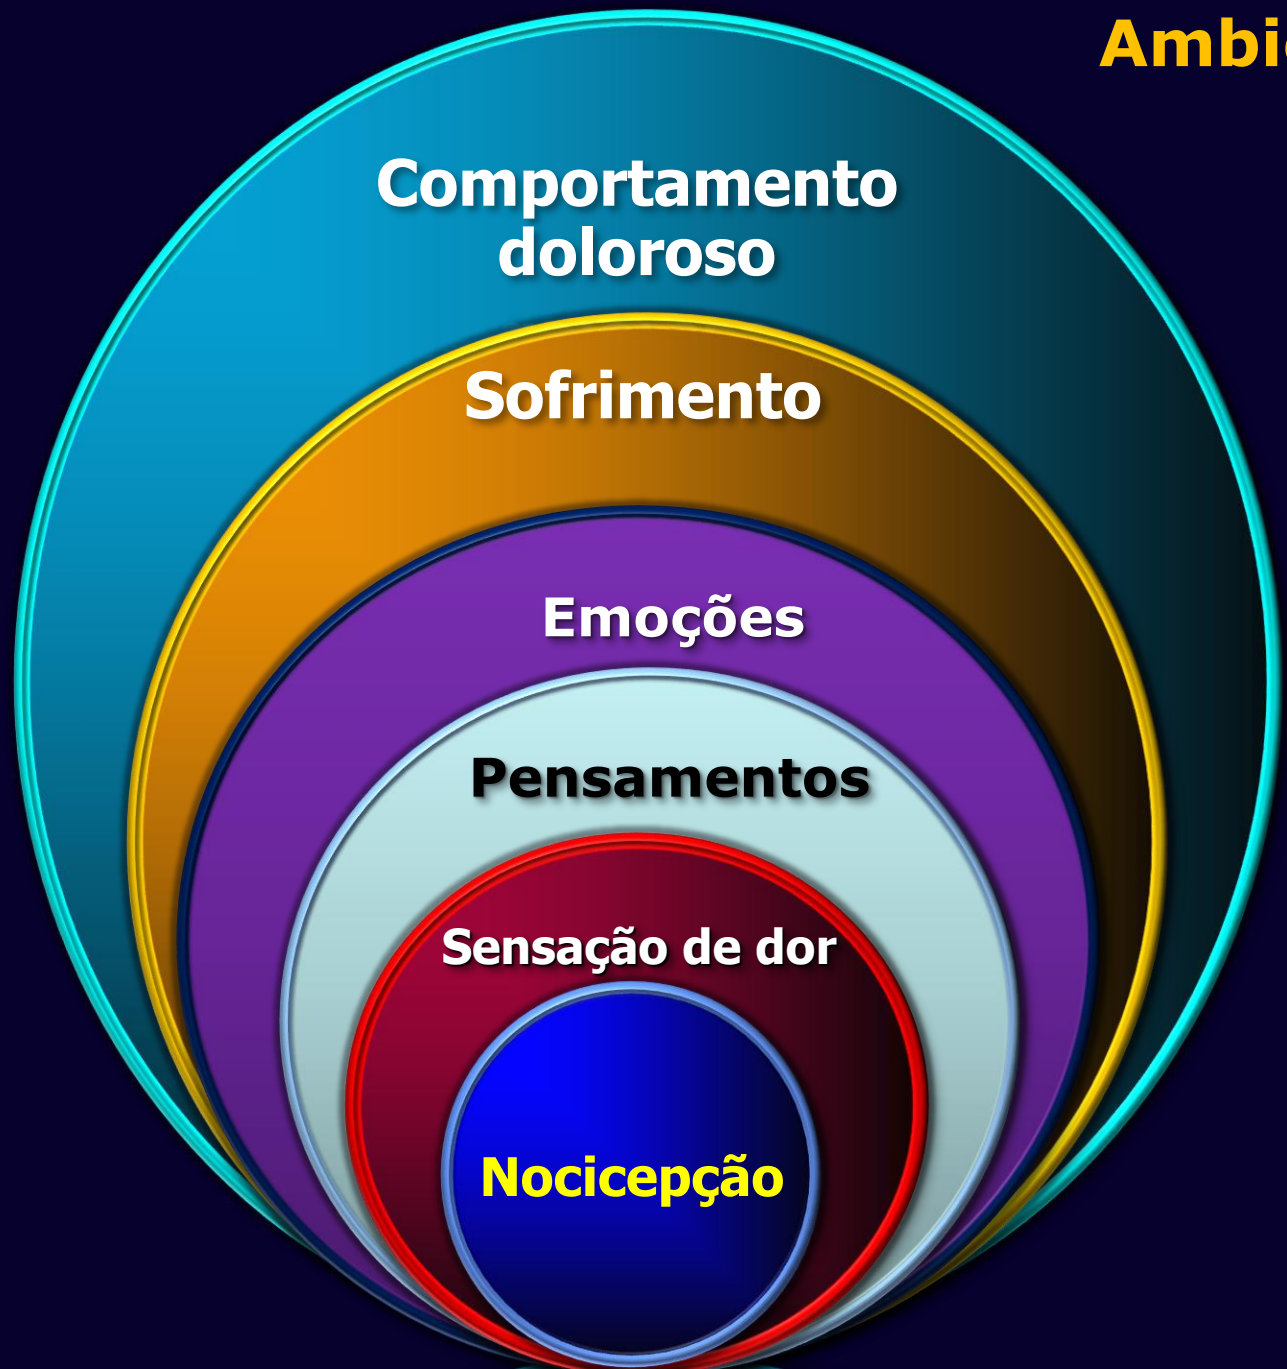 Comportamento
doloroso
Sofrimento
Emoções
Pensamentos
Sensação de dor
Nocicepção